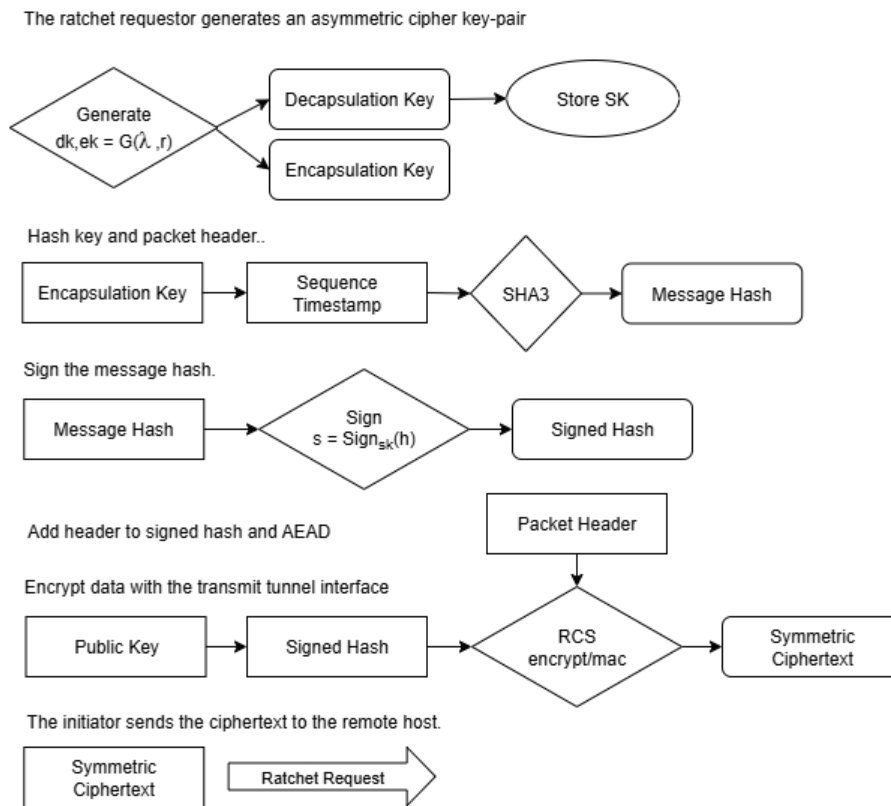 The ratchet requestor generates an asymmetric cipher key-pair
Generate
dk,ek = G(λ,r)
Decapsulation Key
Store SK
Encapsulation Key
Hash key and packet header..
Encapsulation Key
Sequence
Timestamp
SHA3
Message Hash
Sign the message hash.
Message Hash
Sign
s = Signsk(h)
Signed Hash
Packet Header
Add header to signed hash and AEAD
Encrypt data with the transmit tunnel interface
Public Key
Signed Hash
RCS
encrypt/mac
Symmetric
Ciphertext
The initiator sends the ciphertext to the remote host.
Symmetric
Ciphertext
Ratchet Request